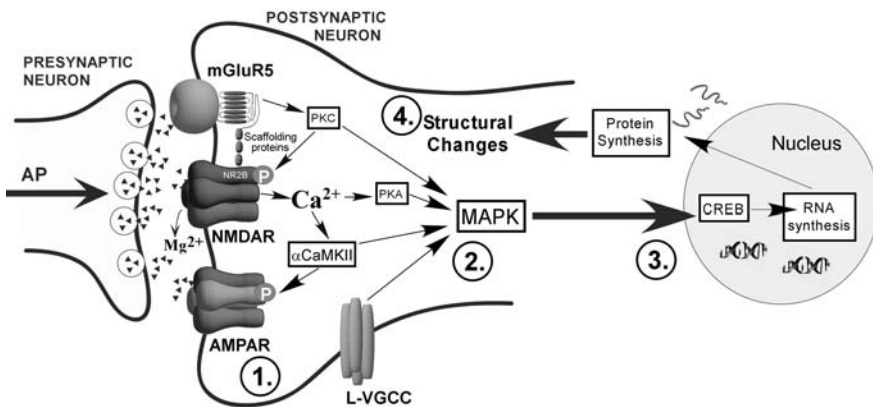 POSTSYNAPTIC
NEURON
PRESYNAPTIC
NEURON
mGluR5
PKC
Scaffolding
proteins
NR2B
P
AP
Ca²⁺
PKA
NMDAR
Mg²⁺
αCaMKII
P
AMPAR
1.
L-VGCC
MAPK
2.
3.
4.
Structural
Changes
Protein
Synthesis
Nucleus
CREB
RNA
synthesis